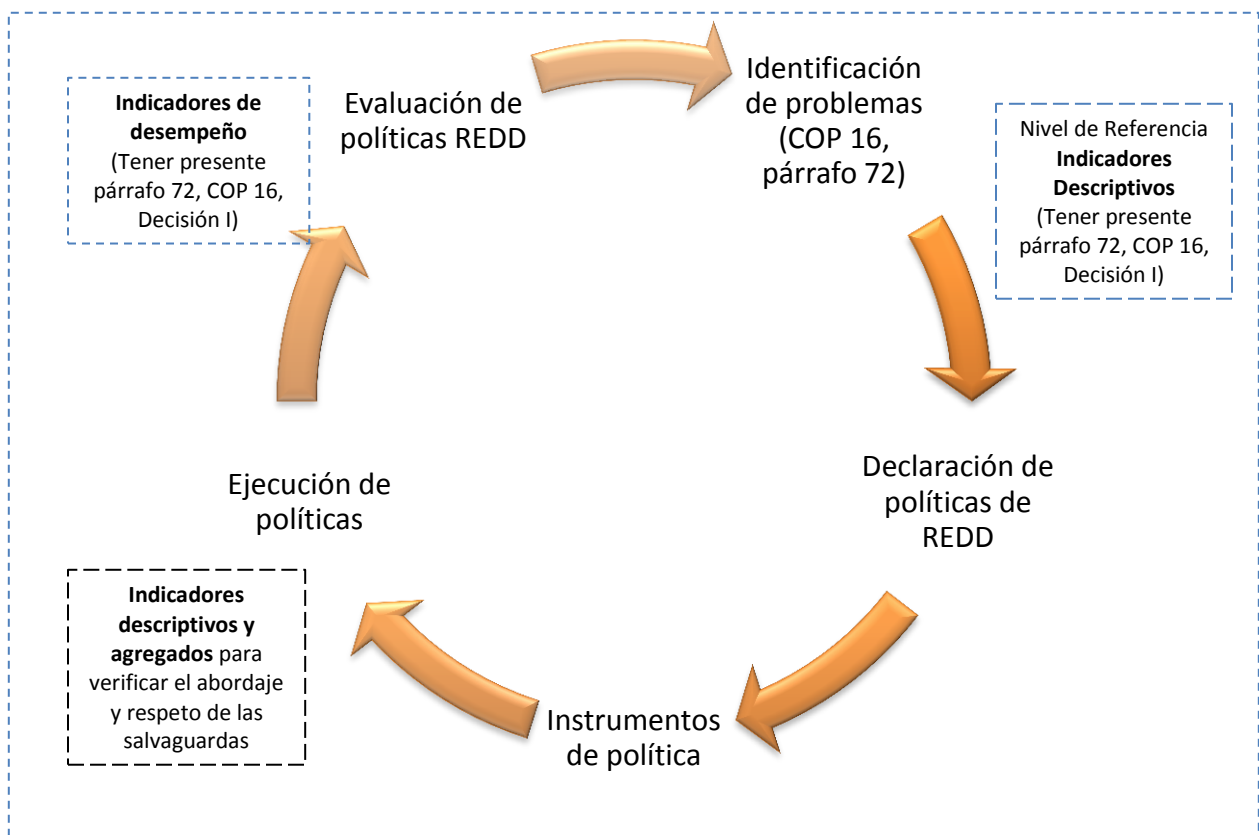 Indicadores de
desempeño
(Tener presente
párrafo 72, COP 16,
Decisión I)
Evaluación de
políticas REDD
Identificación
de problemas
(COP 16,
párrafo 72)
Nivel de Referencia
Indicadores
Descriptivos
(Tener presente
párrafo 72, COP 16,
Decisión I)
Declaración de
políticas de
REDD
Instrumentos
de política
Ejecución de
políticas
Indicadores
descriptivos y
agregados para
verificar el abordaje
y respeto de las
salvaguardas